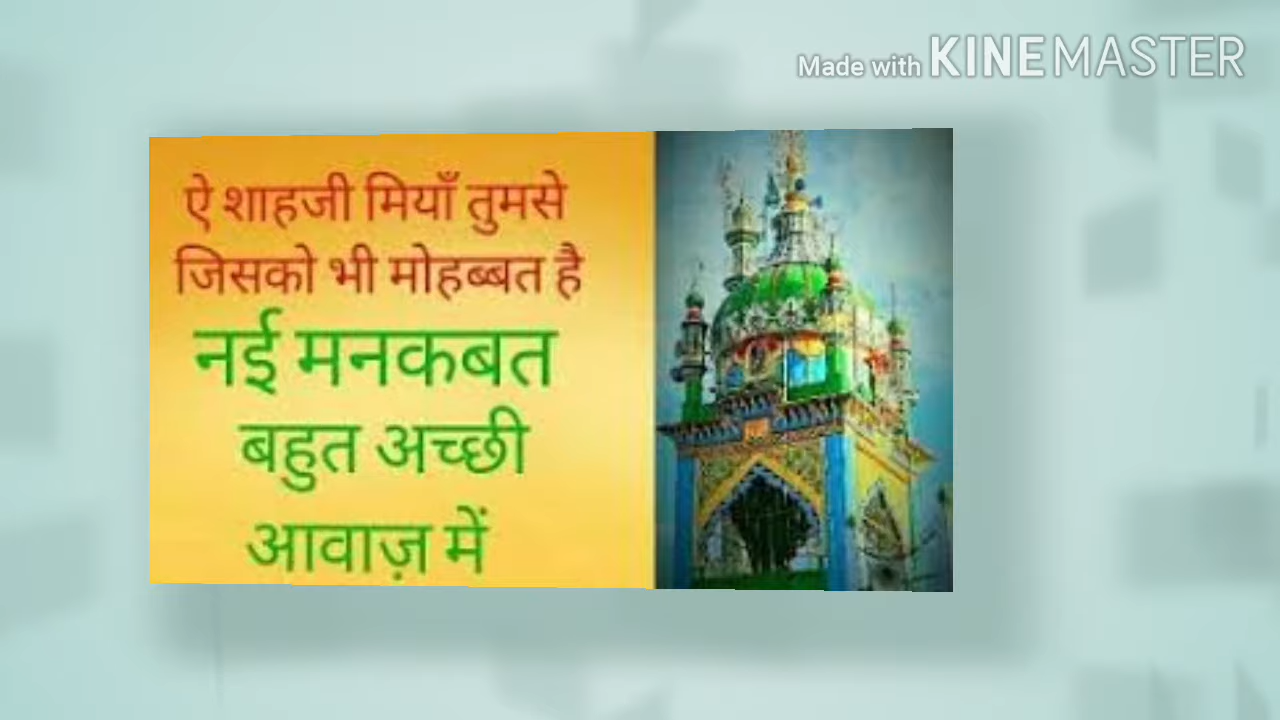 Made with KINEMASTER
ऐ शाहजी मियाँ तुमसे
जिसको भी मोहब्बत है
नई मनकबत
बहुत अच्छी
आवाज़ में